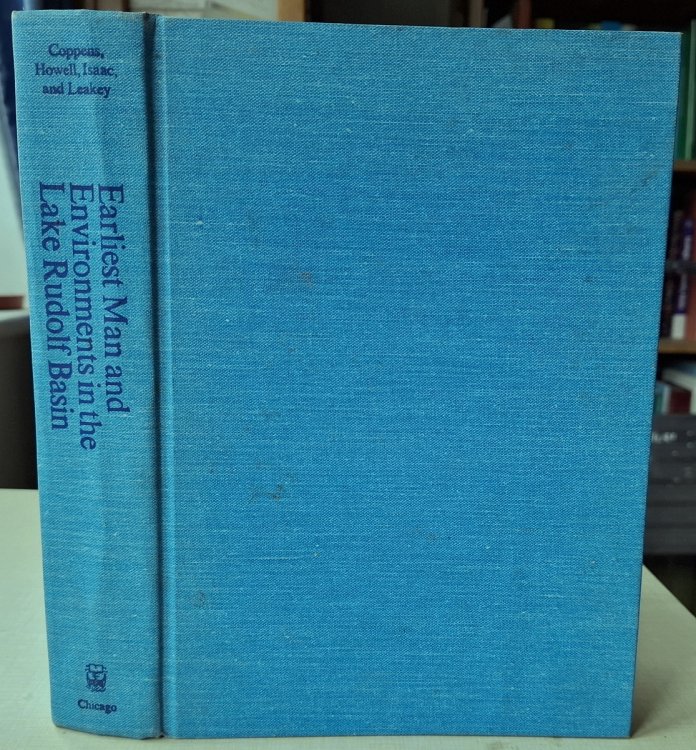 Coppens,
Howell, Isaac,
and Leakey
Earliest Man and
Environments in the
Lake Rudolf Basin
Chicago